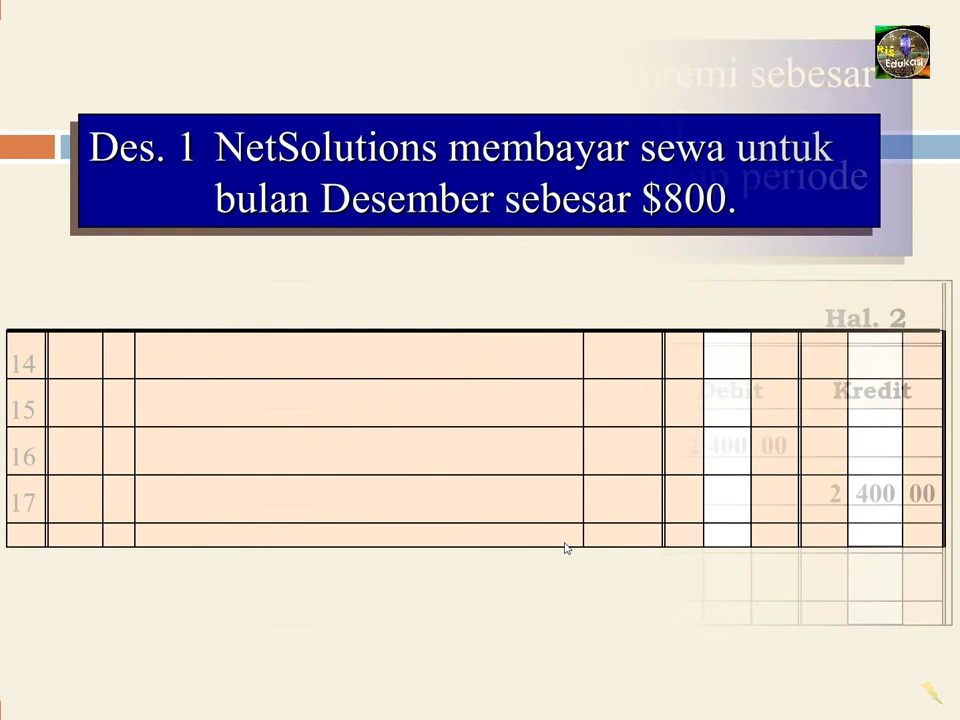 Ris
Edukasi
premi sebesar
Des. 1 NetSolutions membayar sewa untuk
periode
bulan Desember sebesar $800.
Hal. 2
14
Debit Kredit
15
2 400 00
16
2 400 00
17